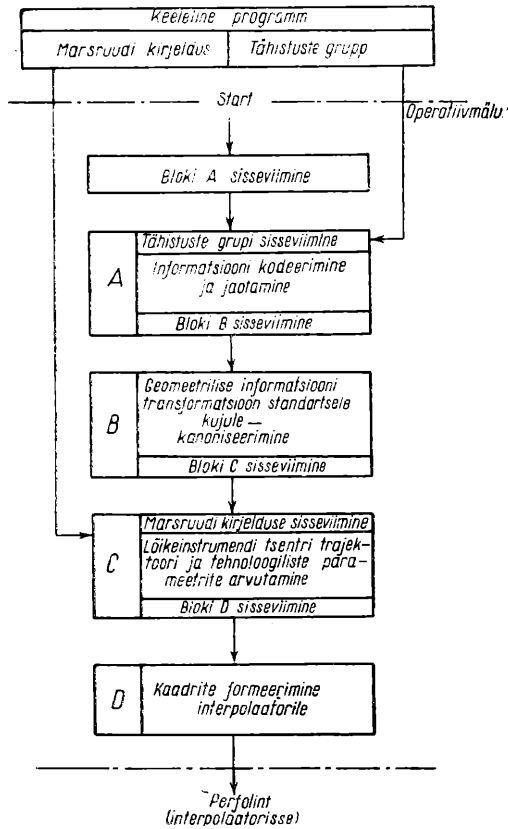 Keeleline programm
Marsruudi kirjeldus
Tähistuste grupp
Start
Operatiivmälu
Bloki A sisseviimine
Tähistuste grupi sisseviimine
A
Informatsiooni kodeerimine
ja jaotamine
Bloki B sisseviimine
B
Geomeetrilise informatsiooni
transformatsioon standartsele
kujule —
kanoniseerimine
Bloki C sisseviimine
Marsruudi kirjelduse sisseviimine
C
Lõikeinstrumendi tsentri trajek-
toori ja tehnoloogiliste para-
meetrite arvutamine
Bloki D sisseviimine
D
Kaadrite formeerimine
interpolaatorile
Perfolint
(interpolaatorisse)